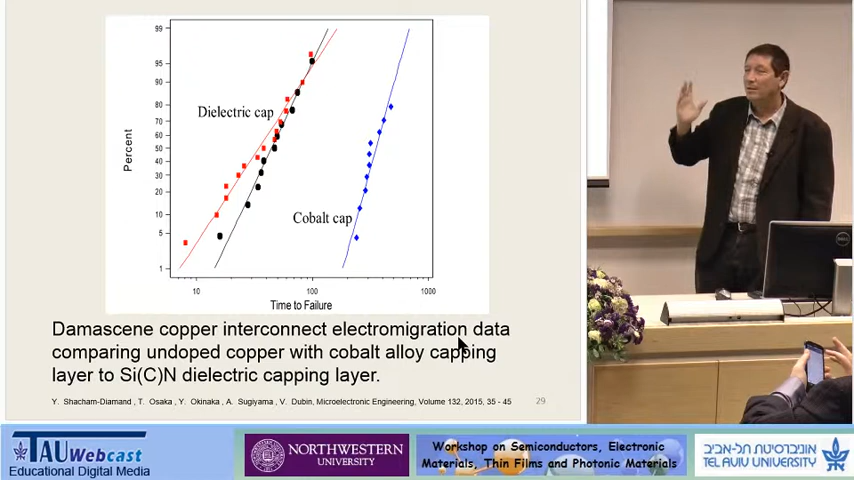 99
95
90
80
70
60
50
40
30
20
10
5
1
Percent
Dielectric cap
Cobalt cap
10
100
1000
Time to Failure
Damascene copper interconnect electromigration data
comparing undoped copper with cobalt alloy capping
layer to Si(C)N dielectric capping layer.
Y. Shacham-Diamand , T. Osaka , Y. Okinaka , A. Sugiyama , V. Dubin, Microelectronic Engineering, Volume 132, 2015, 35 - 45
29
DELL
TAU Webcast
Educational Digital Media
NORTHWESTERN
UNIVERSITY
Workshop on Semiconductors, Electronic
Materials, Thin Films and Photonic Materials
אוניברסיטת תל-אביב
TEL AVIV UNIVERSITY